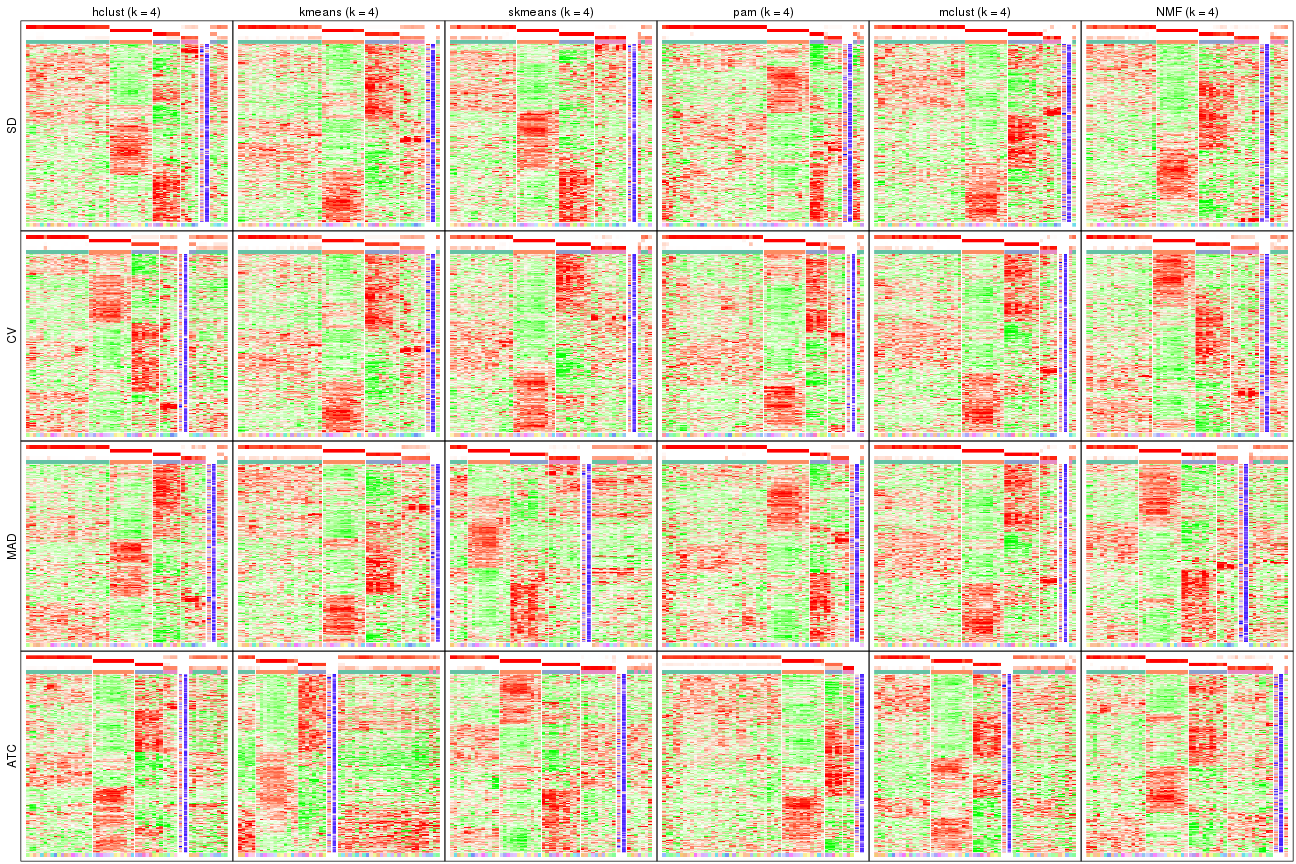 hclust (k = 4) kmeans (k = 4) skmeans (k = 4) pam (k = 4) mclust (k = 4) NMF (k = 4)
SD
CV
MAD
ATC